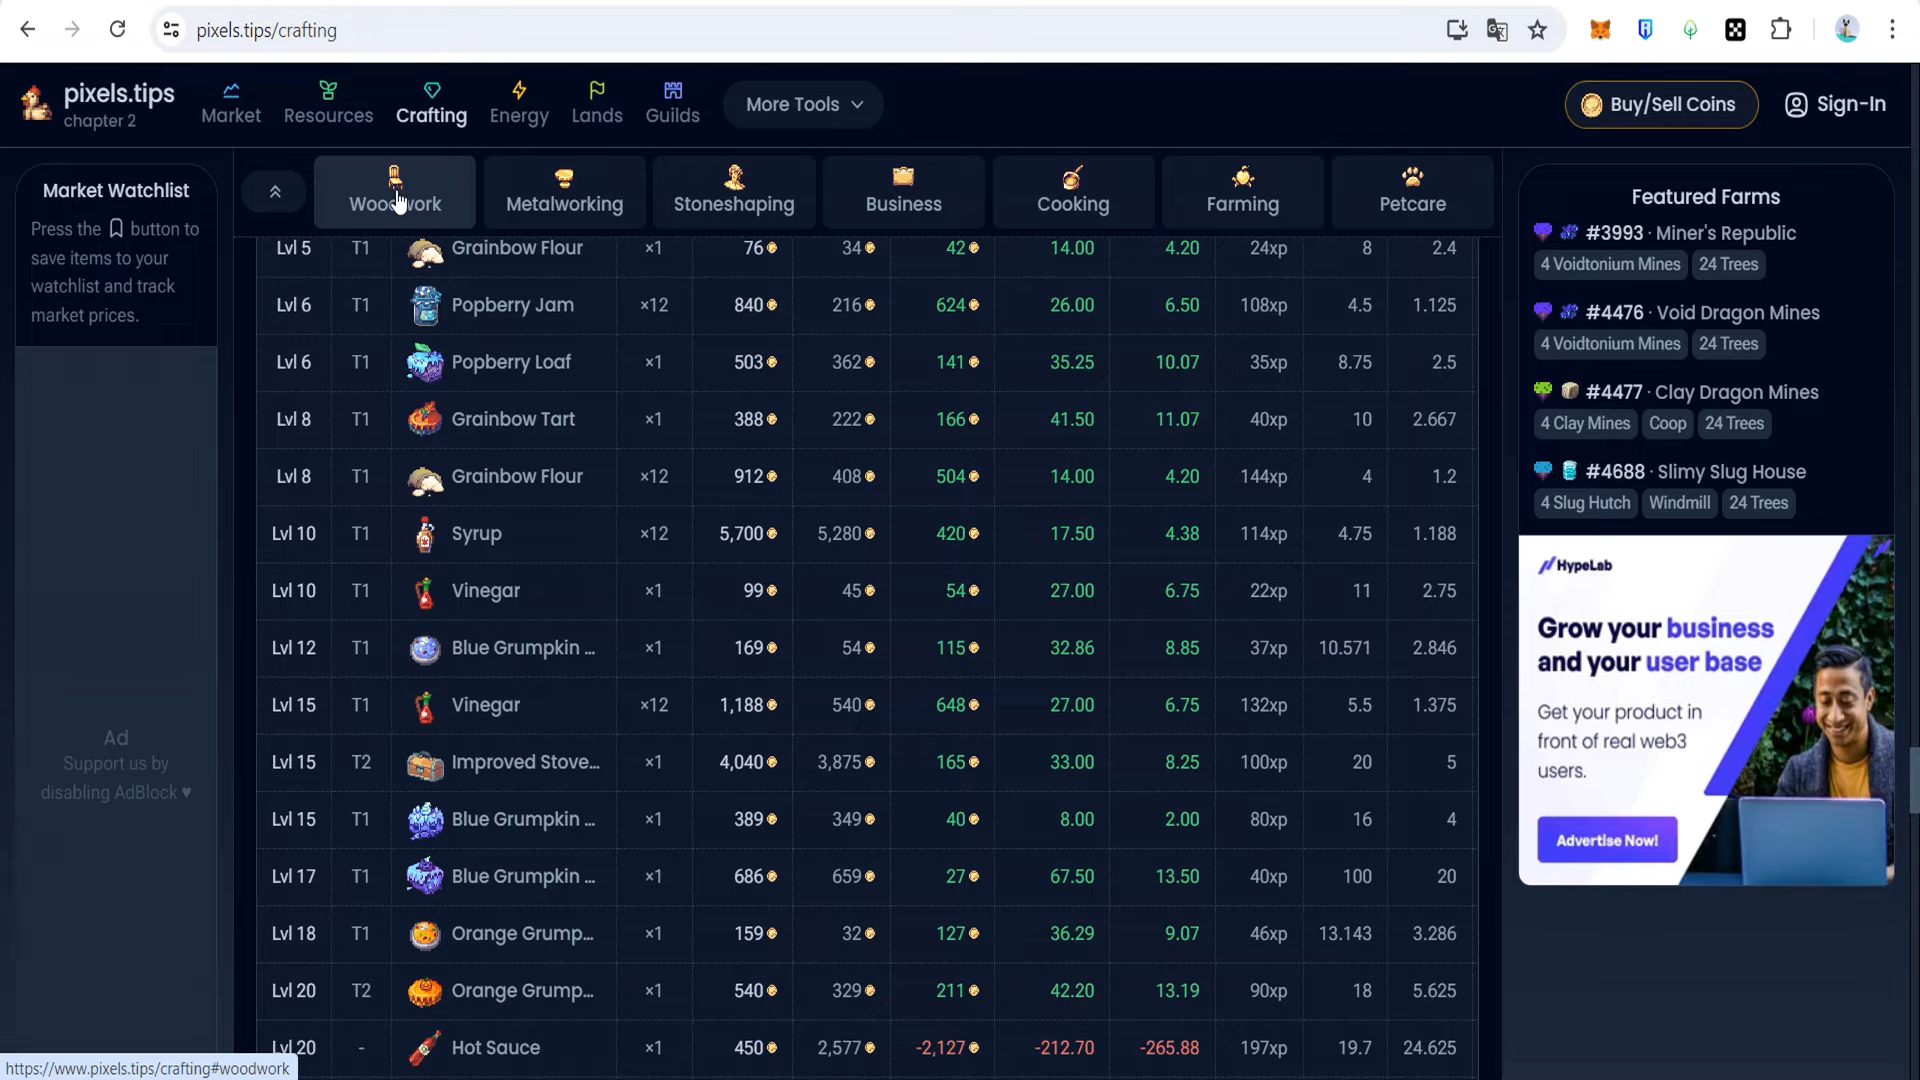 pixels.tips/crafting
pixels.tips
chapter 2
Market
Resources
Crafting
Energy
Lands
Guilds
More Tools
Buy/Sell Coins
Sign-In
Market Watchlist
Press the button to
save items to your
watchlist and track
market prices.
Ad
Support us by
disabling AdBlock ♥
Woodwork
Metalworking
Stoneshaping
Business
Cooking
Farming
Petcare
Lvl 5 T1 Grainbow Flour ×1 76 34 42 14.00 4.20 24xp 8 2.4
Lvl 6 T1 Popberry Jam ×12 840 216 624 26.00 6.50 108xp 4.5 1.125
Lvl 6 T1 Popberry Loaf ×1 503 362 141 35.25 10.07 35xp 8.75 2.5
Lvl 8 T1 Grainbow Tart ×1 388 222 166 41.50 11.07 40xp 10 2.667
Lvl 8 T1 Grainbow Flour ×12 912 408 504 14.00 4.20 144xp 4 1.2
Lvl 10 T1 Syrup ×12 5,700 5,280 420 17.50 4.38 114xp 4.75 1.188
Lvl 10 T1 Vinegar ×1 99 45 54 27.00 6.75 22xp 11 2.75
Lvl 12 T1 Blue Grumpkin ... ×1 169 54 115 32.86 8.85 37xp 10.571 2.846
Lvl 15 T1 Vinegar ×12 1,188 540 648 27.00 6.75 132xp 5.5 1.375
Lvl 15 T2 Improved Stove... ×1 4,040 3,875 165 33.00 8.25 100xp 20 5
Lvl 15 T1 Blue Grumpkin ... ×1 389 349 40 8.00 2.00 80xp 16 4
Lvl 17 T1 Blue Grumpkin ... ×1 686 659 27 67.50 13.50 40xp 100 20
Lvl 18 T1 Orange Grump... ×1 159 32 127 36.29 9.07 46xp 13.143 3.286
Lvl 20 T2 Orange Grump... ×1 540 329 211 42.20 13.19 90xp 18 5.625
Lvl 20 - Hot Sauce ×1 450 2,577 -2,127 -212.70 -265.88 197xp 19.7 24.625
https://www.pixels.tips/crafting#woodwork
Featured Farms
#3993 · Miner's Republic
4 Voidtonium Mines 24 Trees
#4476 · Void Dragon Mines
4 Voidtonium Mines 24 Trees
#4477 · Clay Dragon Mines
4 Clay Mines Coop 24 Trees
#4688 · Slimy Slug House
4 Slug Hutch Windmill 24 Trees
HypeLab
Grow your business
and your user base
Get your product in
front of real web3
users.
Advertise Now!